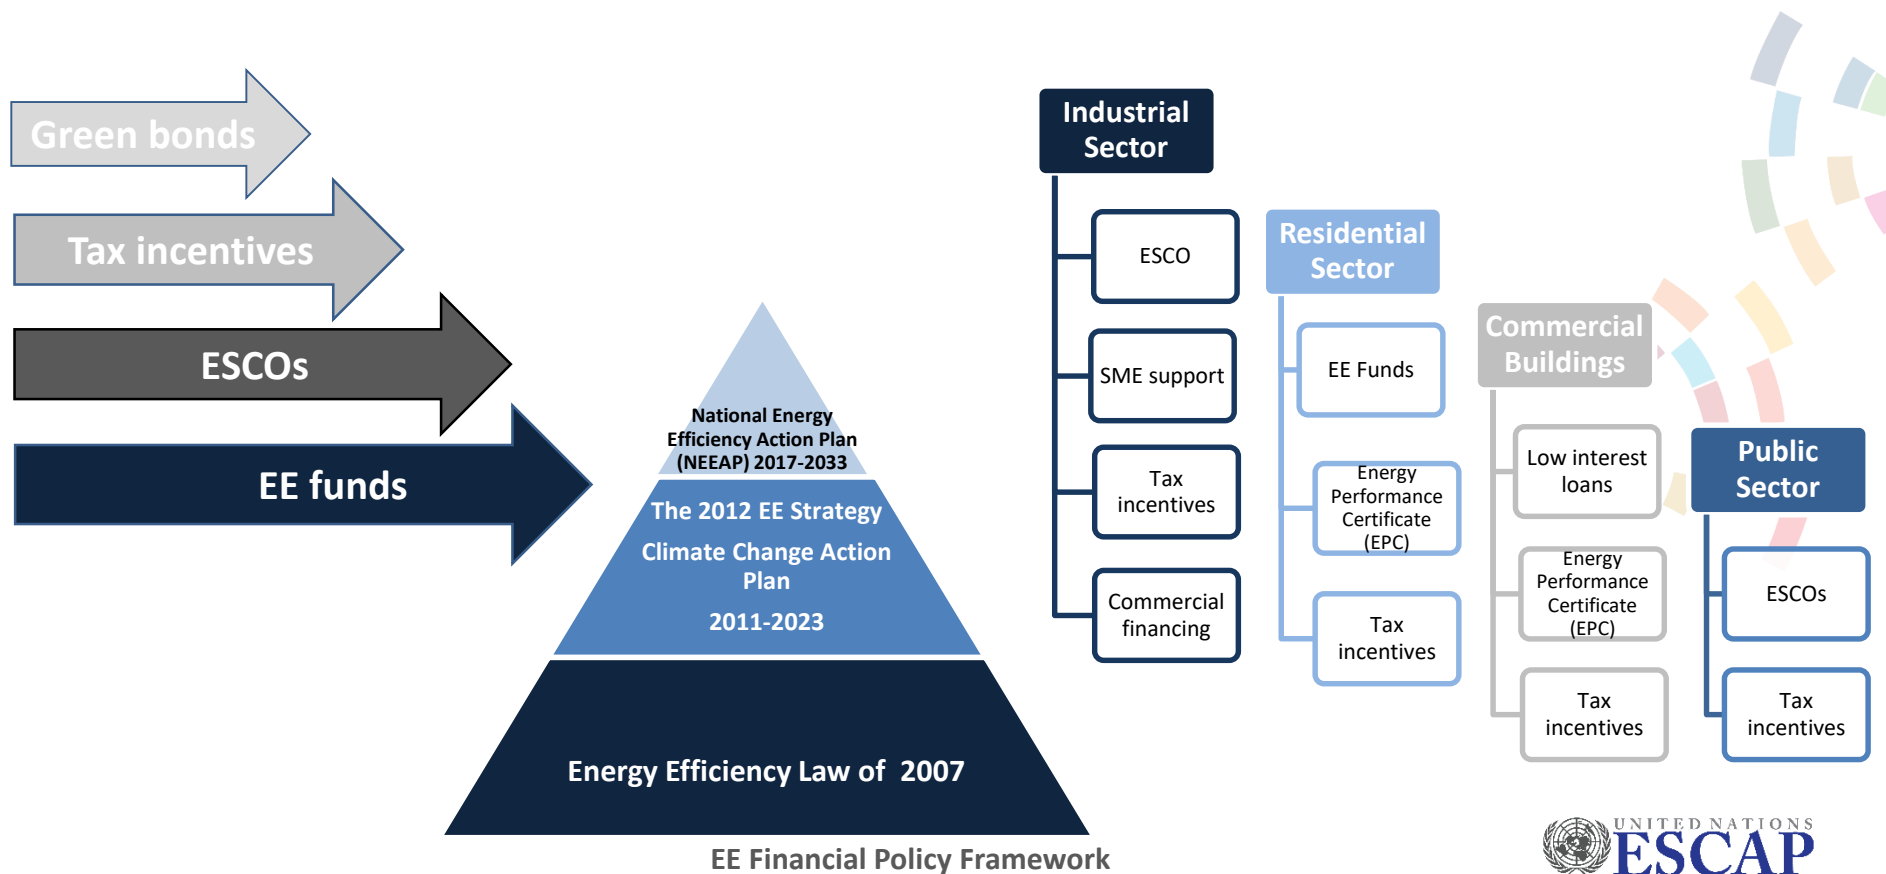 Green bonds
Tax incentives
ESCOs
EE funds
National Energy
Efficiency Action Plan
(NEEAP) 2017-2033
The 2012 EE Strategy
Climate Change Action
Plan
2011-2023
Energy Efficiency Law of 2007
EE Financial Policy Framework
Industrial
Sector
ESCO
SME support
Tax
incentives
Commercial
financing
Residential
Sector
EE Funds
Energy
Performance
Certificate
(EPC)
Tax
incentives
Commercial
Buildings
Low interest
loans
Energy
Performance
Certificate
(EPC)
Tax
incentives
Public
Sector
ESCOs
Tax
incentives
UNITED NATIONS
ESCAP